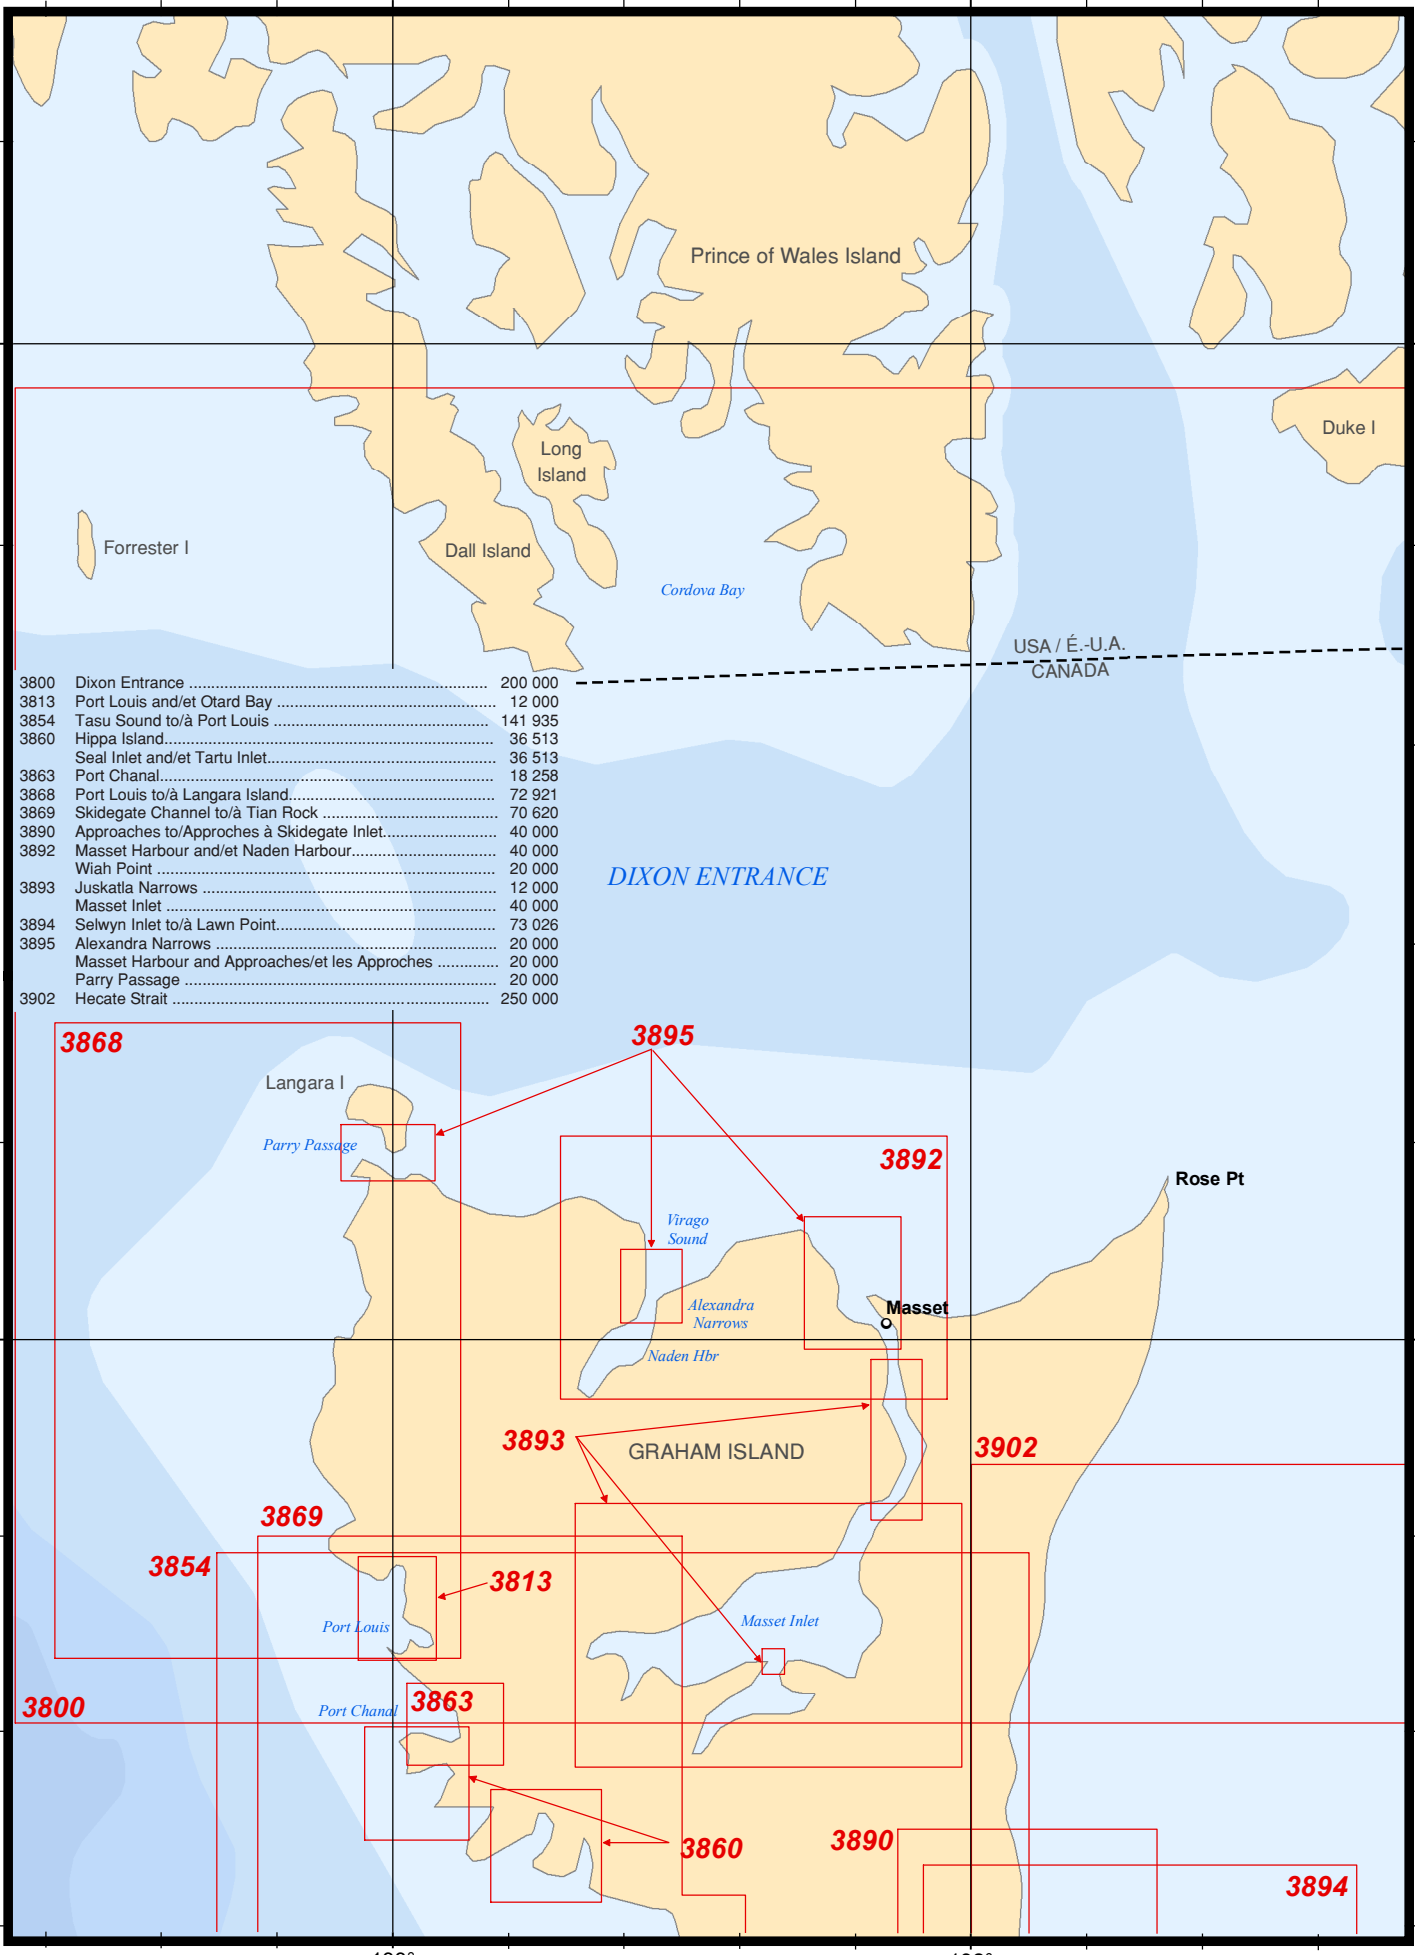 Prince of Wales Island
Duke I
Long
Island
Forrester I
Dall Island
Cordova Bay
USA / É.-U.A.
CANADA
3800 Dixon Entrance 200 000
3813 Port Louis and/et Otard Bay 12 000
3854 Tasu Sound to/à Port Louis 141 935
3860 Hippa Island 36 513
Seal Inlet and/et Tartu Inlet 36 513
3863 Port Chanal 18 258
3868 Port Louis to/à Langara Island 72 921
3869 Skidegate Channel to/à Tian Rock 70 620
3890 Approaches to/Approches à Skidegate Inlet 40 000
3892 Masset Harbour and/et Naden Harbour 40 000
Wiah Point 20 000
3893 Juskatla Narrows 12 000
Masset Inlet 40 000
3894 Selwyn Inlet to/à Lawn Point 73 026
3895 Alexandra Narrows 20 000
Masset Harbour and Approaches/et les Approches 20 000
Parry Passage 20 000
3902 Hecate Strait 250 000
DIXON ENTRANCE
3868
3895
Langara I
Parry Passage
3892
Rose Pt
Virago
Sound
Alexandra
Narrows
Masset
Naden Hbr
3893
GRAHAM ISLAND
3902
3869
3854
3813
Port Louis
Masset Inlet
3863
3800
Port Chanal
3860
3890
3894